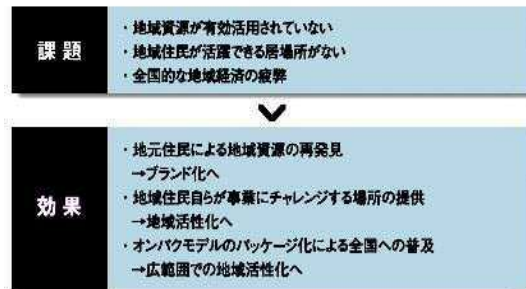 課題
・地域資源が有効活用されていない
・地域住民が活躍できる居場所がない
・全国的な地域経済の疲弊
効果
・地元住民による地域資源の再発見
→ブランド化へ
・地域住民自らが事業にチャレンジする場所の提供
→地域活性化へ
・オンパクモデルのパッケージ化による全国への普及
→広範囲での地域活性化へ